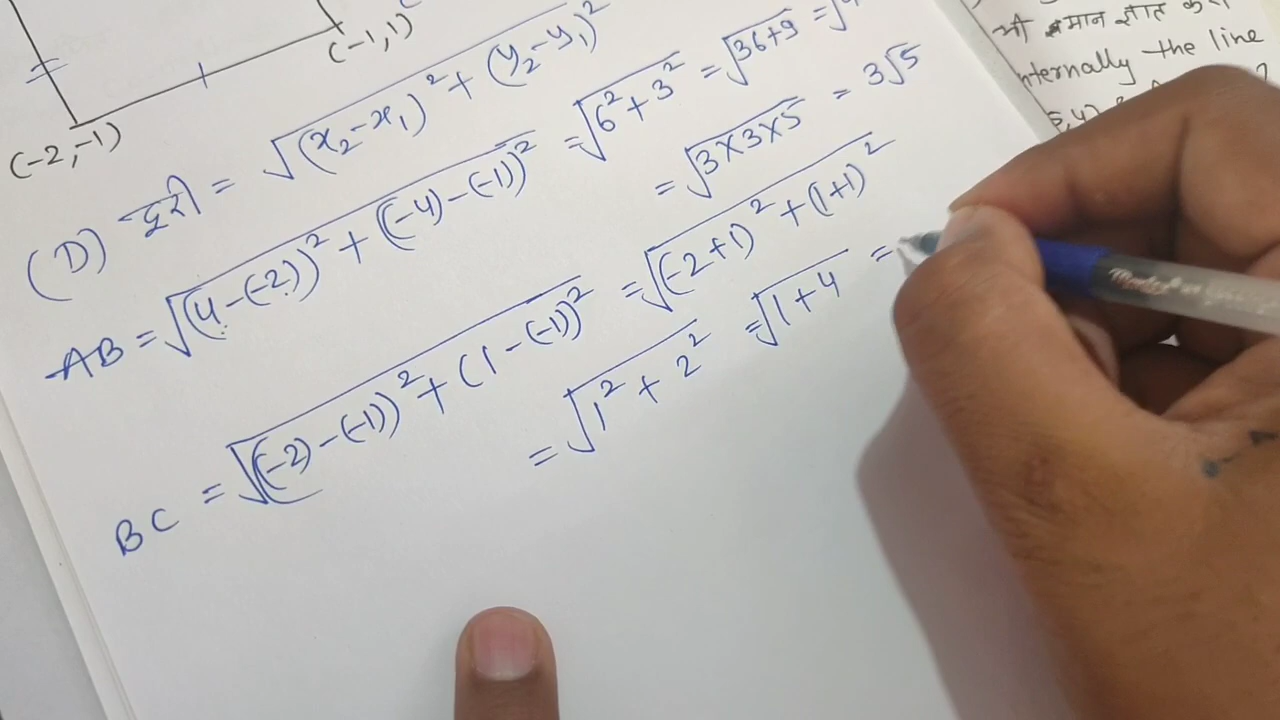 (-1,1)
(-2,-1)
(D) दूरी = √(x₂-x₁)² + (y₂-y₁)²
AB = √(4-(-2))² + ((-4)-(-1))² = √6²+3² = √36+9 = √4
= √3×3×5 = 3√5
BC = √((-2)-(-1))² + (1-(-1))² = √(-2+1)² + (1+1)²
= √1² + 2² = √1+4 =
भी मान ज्ञात
nternally the line